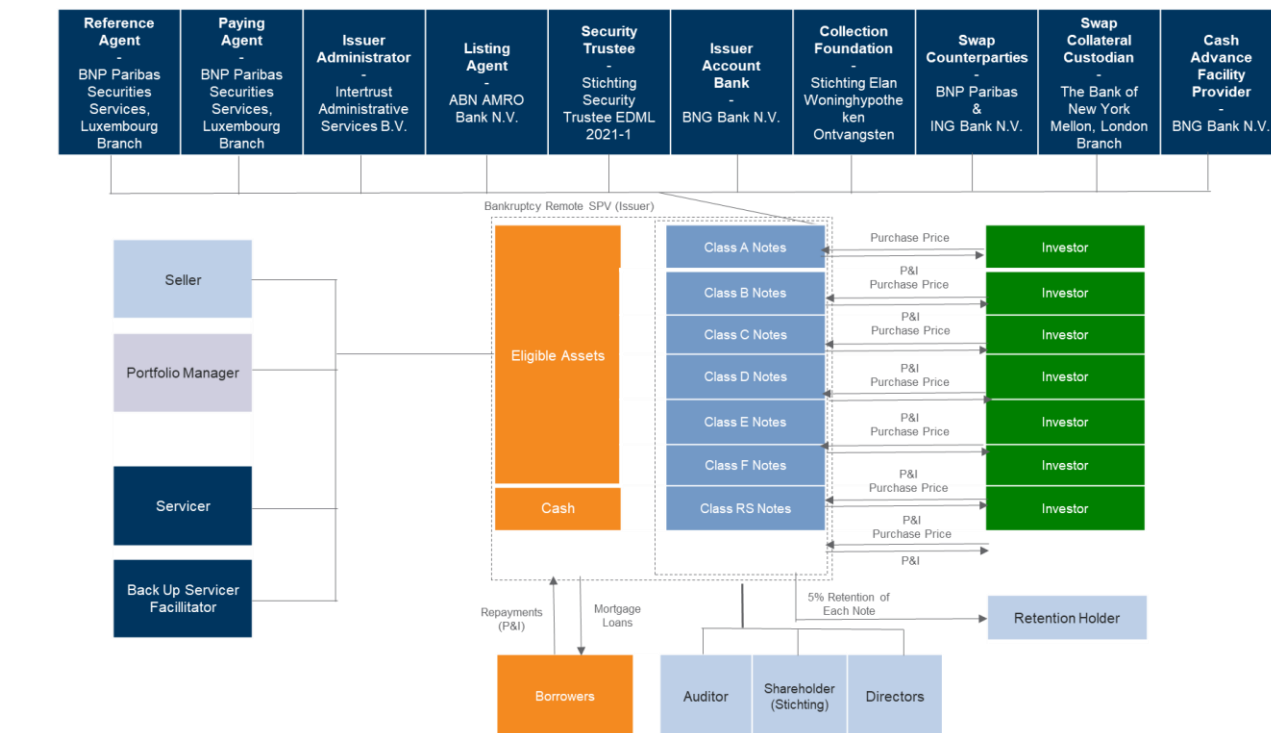 Reference
Agent
-
BNP Paribas
Securities
Services,
Luxembourg
Branch
Paying
Agent
-
BNP Paribas
Securities
Services,
Luxembourg
Branch
Issuer
Administrator
-
Intertrust
Administrative
Services B.V.
Listing
Agent
-
ABN AMRO
Bank N.V.
Security
Trustee
-
Stichting
Security
Trustee EDML
2021-1
Issuer
Account
Bank
-
BNG Bank N.V.
Collection
Foundation
-
Stichting Elan
Woninghypothe
ken
Ontvangsten
Swap
Counterparties
-
BNP Paribas
&
ING Bank N.V.
Swap
Collateral
Custodian
-
The Bank of
New York
Mellon, London
Branch
Cash
Advance
Facility
Provider
-
BNG Bank N.V.
Bankruptcy Remote SPV (Issuer)
Seller
Portfolio Manager
Servicer
Back Up Servicer
Facillitator
Eligible Assets
Cash
Class A Notes
Class B Notes
Class C Notes
Class D Notes
Class E Notes
Class F Notes
Class RS Notes
Purchase Price
P&I
Purchase Price
P&I
Purchase Price
P&I
Purchase Price
P&I
Purchase Price
P&I
Purchase Price
P&I
Purchase Price
P&I
Investor
Investor
Investor
Investor
Investor
Investor
Investor
Repayments
(P&I)
Mortgage
Loans
5% Retention of
Each Note
Retention Holder
Borrowers
Auditor
Shareholder
(Stichting)
Directors